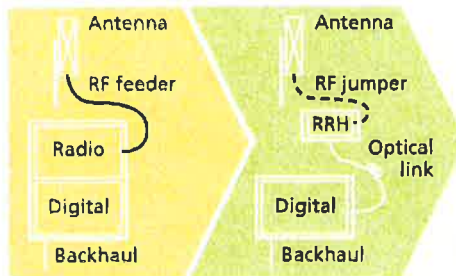 Antenna
RF feeder
Radio
Digital
Backhaul
Antenna
RF jumper
RRH
Optical
link
Digital
Backhaul